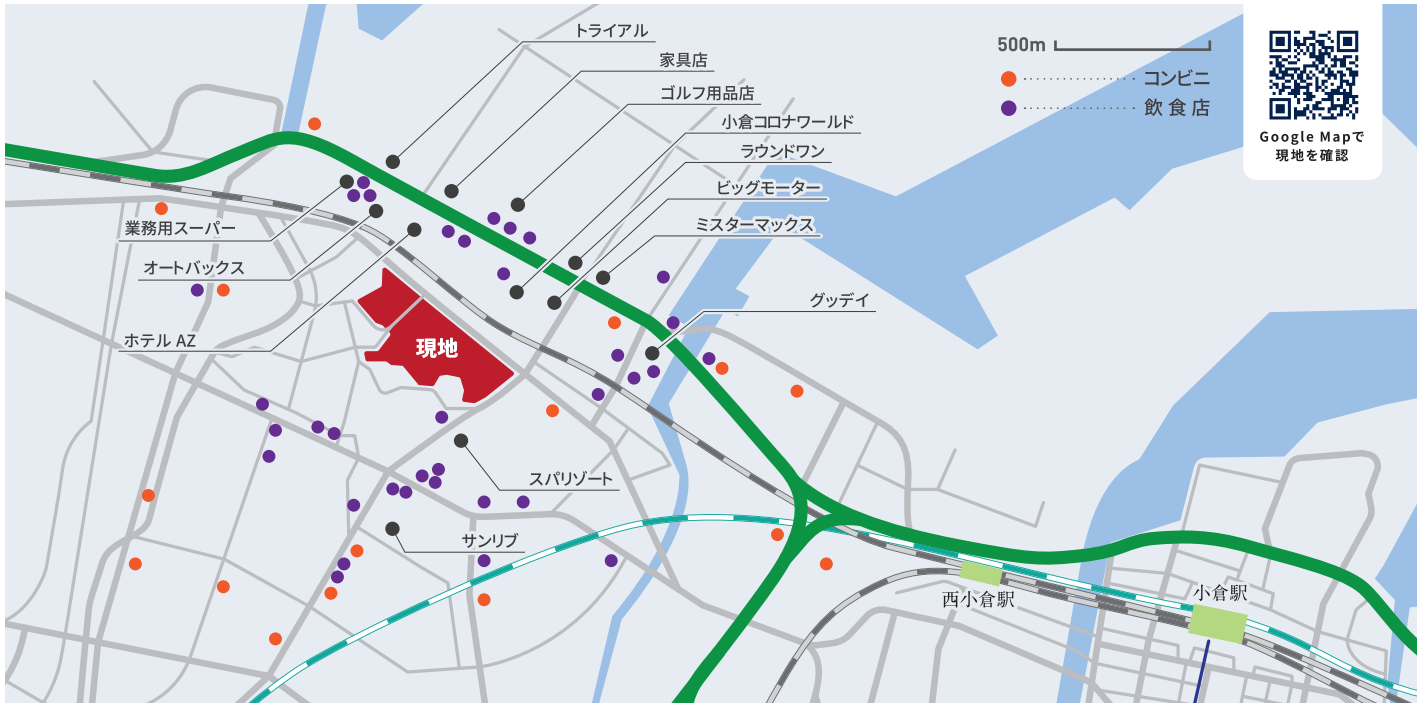 トライアル
家具店
ゴルフ用品店
小倉コロナワールド
ラウンドワン
ビッグモーター
ミスターマックス
グッデイ
業務用スーパー
オートバックス
ホテル AZ
現地
スパリゾート
サンリブ
西小倉駅
小倉駅
500m
コンビニ
飲食店
Google Mapで
現地を確認